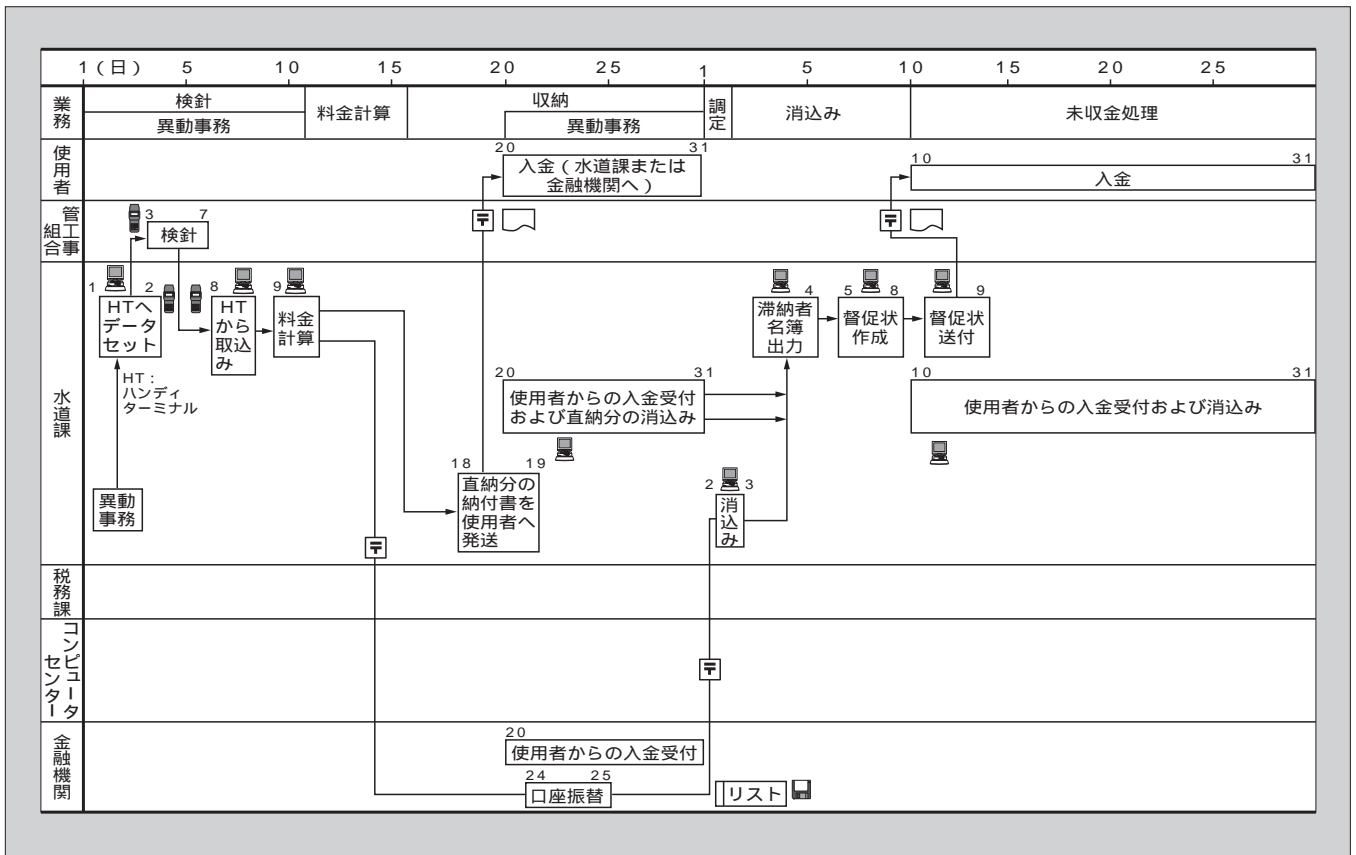 1（日） 5 10 15 20 25 1 5 10 15 20 25
業務
検針
異動事務
料金計算
収納
異動事務
調定
消込み
未収金処理
使用者
20 31
入金（水道課または
金融機関へ）
10 31
入金
管工事
組合
3 7
検針
〒
〒
水道課
1 2
HTへ
データ
セット
HT：
ハンディ
ターミナル
異動
事務
8
HT
から
取込
み
9
料金
計算
〒
18 19
直納分の
納付書を
使用者へ
発送
20 31
使用者からの入金受付
および直納分の消込み
2 3
消
込
み
4
滞納者
名簿
出力
5 8
督促状
作成
9
督促状
送付
10 31
使用者からの入金受付および消込み
税務課
コンピュータ
センター
〒
金融機関
20
使用者からの入金受付
24 25
口座振替
リスト